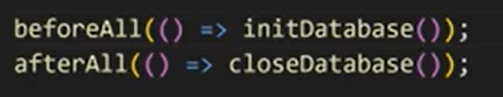 beforeAll(() => initDatabase());
afterAll(() => closeDatabase());